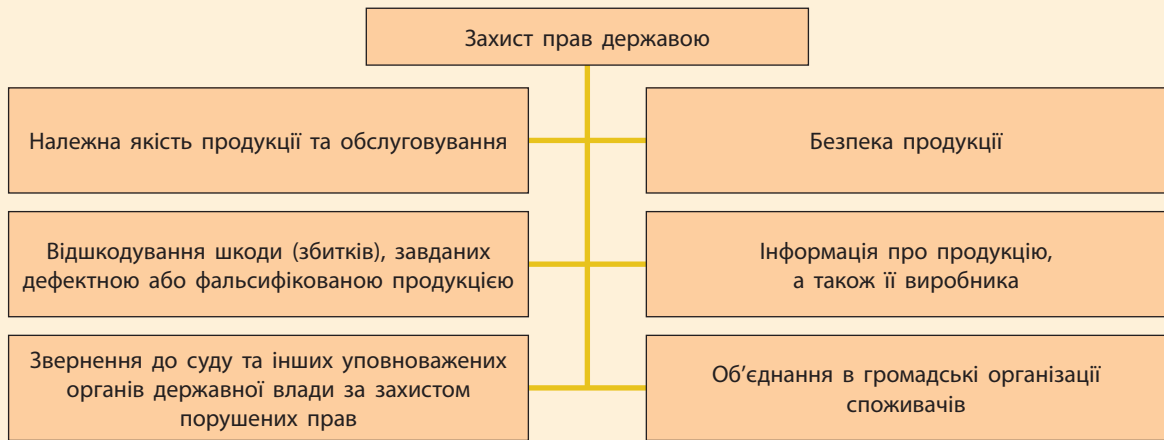 Захист прав державою
Належна якість продукції та обслуговування
Безпека продукції
Відшкодування шкоди (збитків), завданих
дефектною або фальсифікованою продукцією
Інформація про продукцію,
а також її виробника
Звернення до суду та інших уповноважених
органів державної влади за захистом
порушених прав
Об’єднання в громадські організації
споживачів